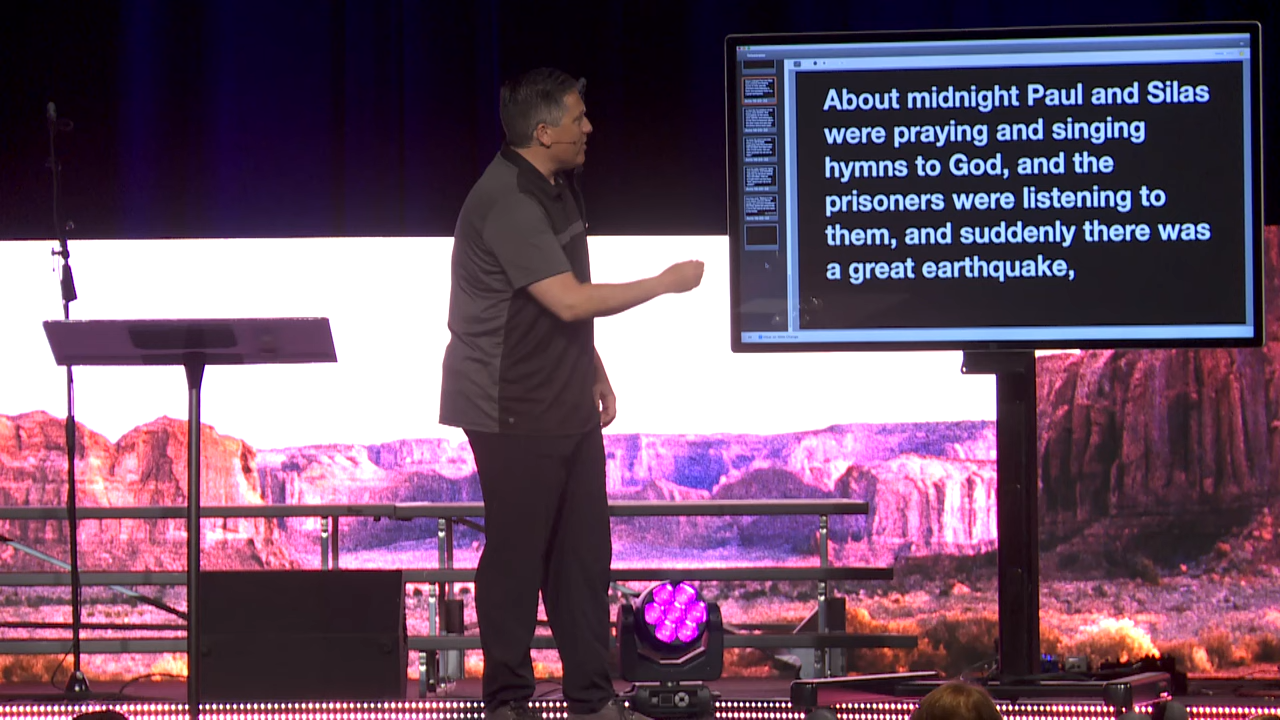 About midnight Paul and Silas
were praying and singing
hymns to God, and the
prisoners were listening to
them, and suddenly there was
a great earthquake,